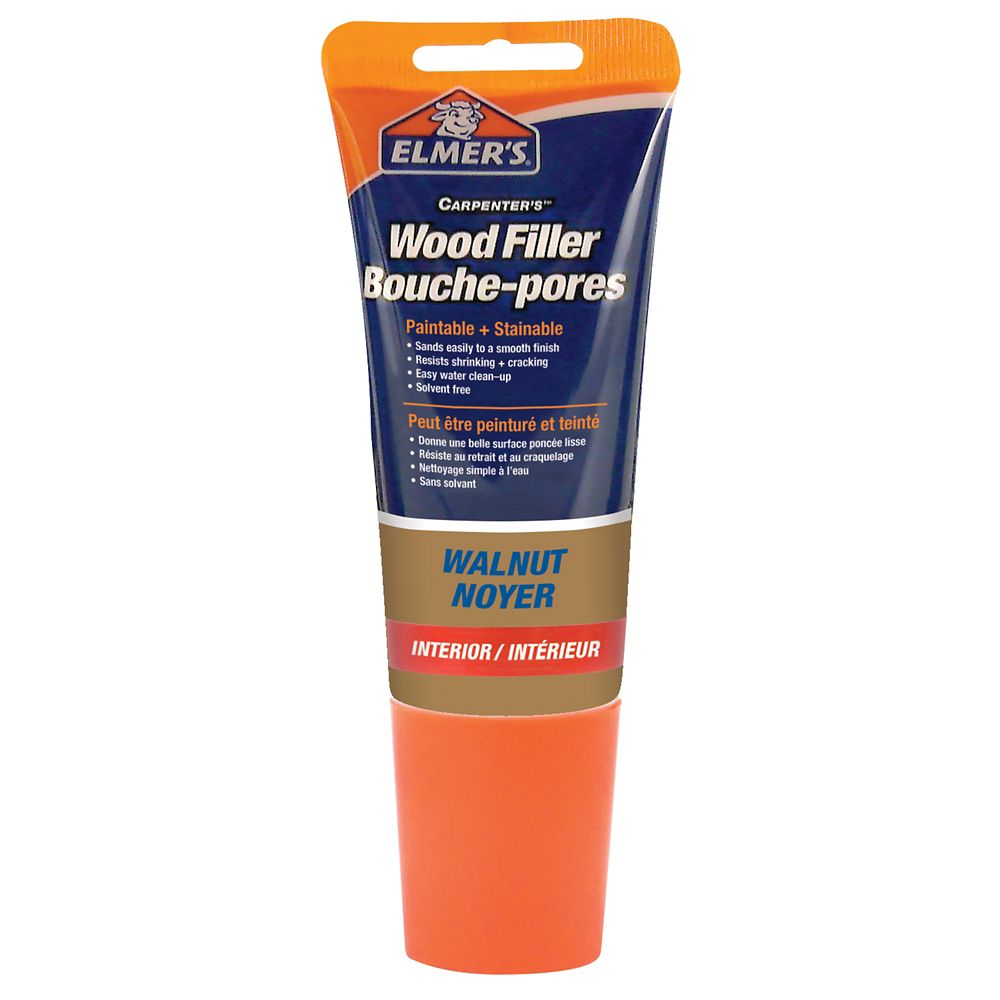 ELMER'S
CARPENTER'S™
Wood Filler
Bouche-pores
Paintable + Stainable
• Sands easily to a smooth finish
• Resists shrinking + cracking
• Easy water clean–up
• Solvent free
Peut être peinturé et teinté
• Donne une belle surface poncée lisse
• Résiste au retrait et au craquelage
• Nettoyage simple à l'eau
• Sans solvant
WALNUT
NOYER
INTERIOR / INTÉRIEUR